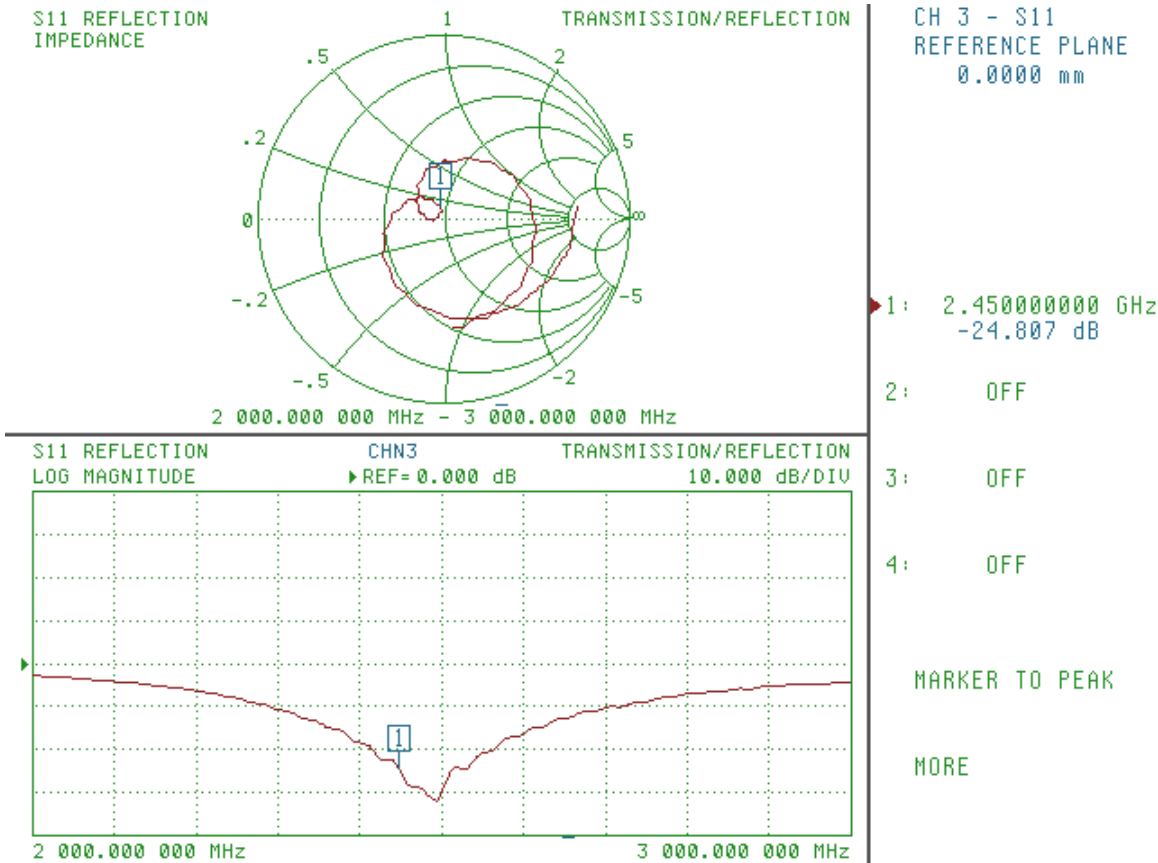 S11 REFLECTION
IMPEDANCE
TRANSMISSION/REFLECTION
1
.5
2
.2
5
0
∞
-.2
-5
-.5
-2
1
2 000.000 000 MHz - 3 000.000 000 MHz
S11 REFLECTION CHN3 TRANSMISSION/REFLECTION
LOG MAGNITUDE REF= 0.000 dB 10.000 dB/DIV
1
2 000.000 000 MHz 3 000.000 000 MHz
CH 3 - S11
REFERENCE PLANE
0.0000 mm
1: 2.450000000 GHz
-24.807 dB
2: OFF
3: OFF
4: OFF
MARKER TO PEAK
MORE